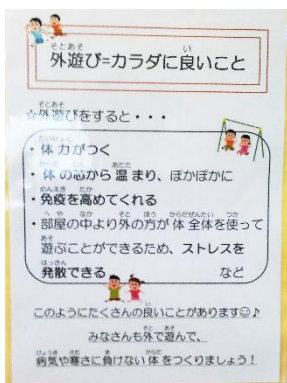 外遊び=カラダに良いこと
☆外遊びをすると・・・
・体力がつく
・体の芯から温まり、ぽかぽかに
・免疫を高めてくれる
・部屋の中より外の方が体全体を使って
遊ぶことができるため、ストレスを
発散できる など
このようにたくさんの良いことがあります☺♪
みなさんも外で遊んで、
病気や寒さに負けない体をつくりましょう！